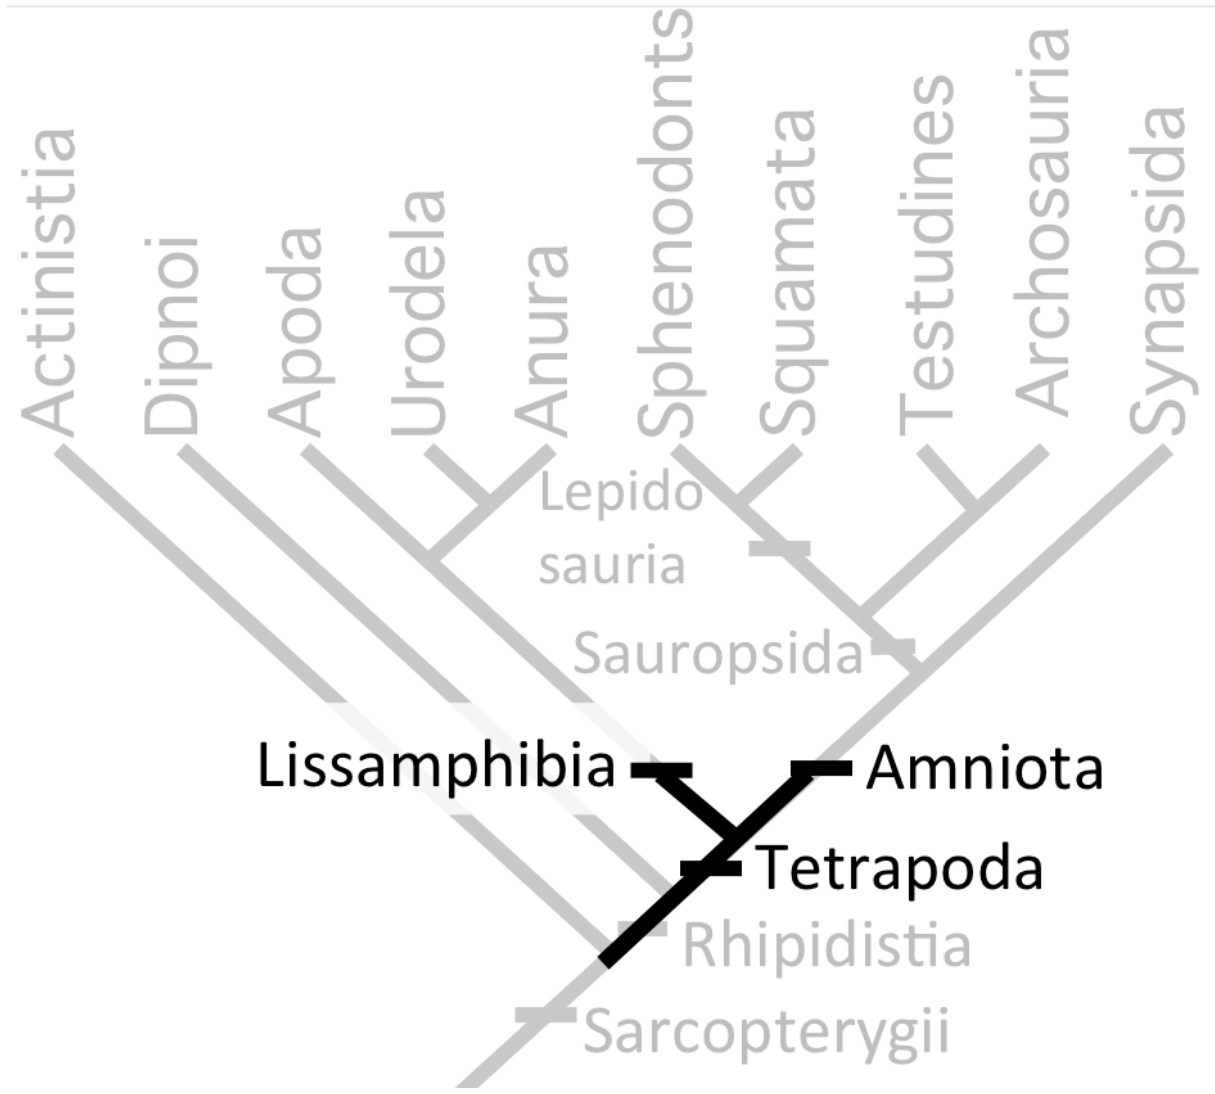 Actinistia
Dipnoi
Apoda
Urodela
Anura
Sphenodonts
Squamata
Testudines
Archosauria
Synapsida
Lepido
sauria
Sauropsida
Lissamphibia
Amniota
Tetrapoda
Rhipidistia
Sarcopterygii